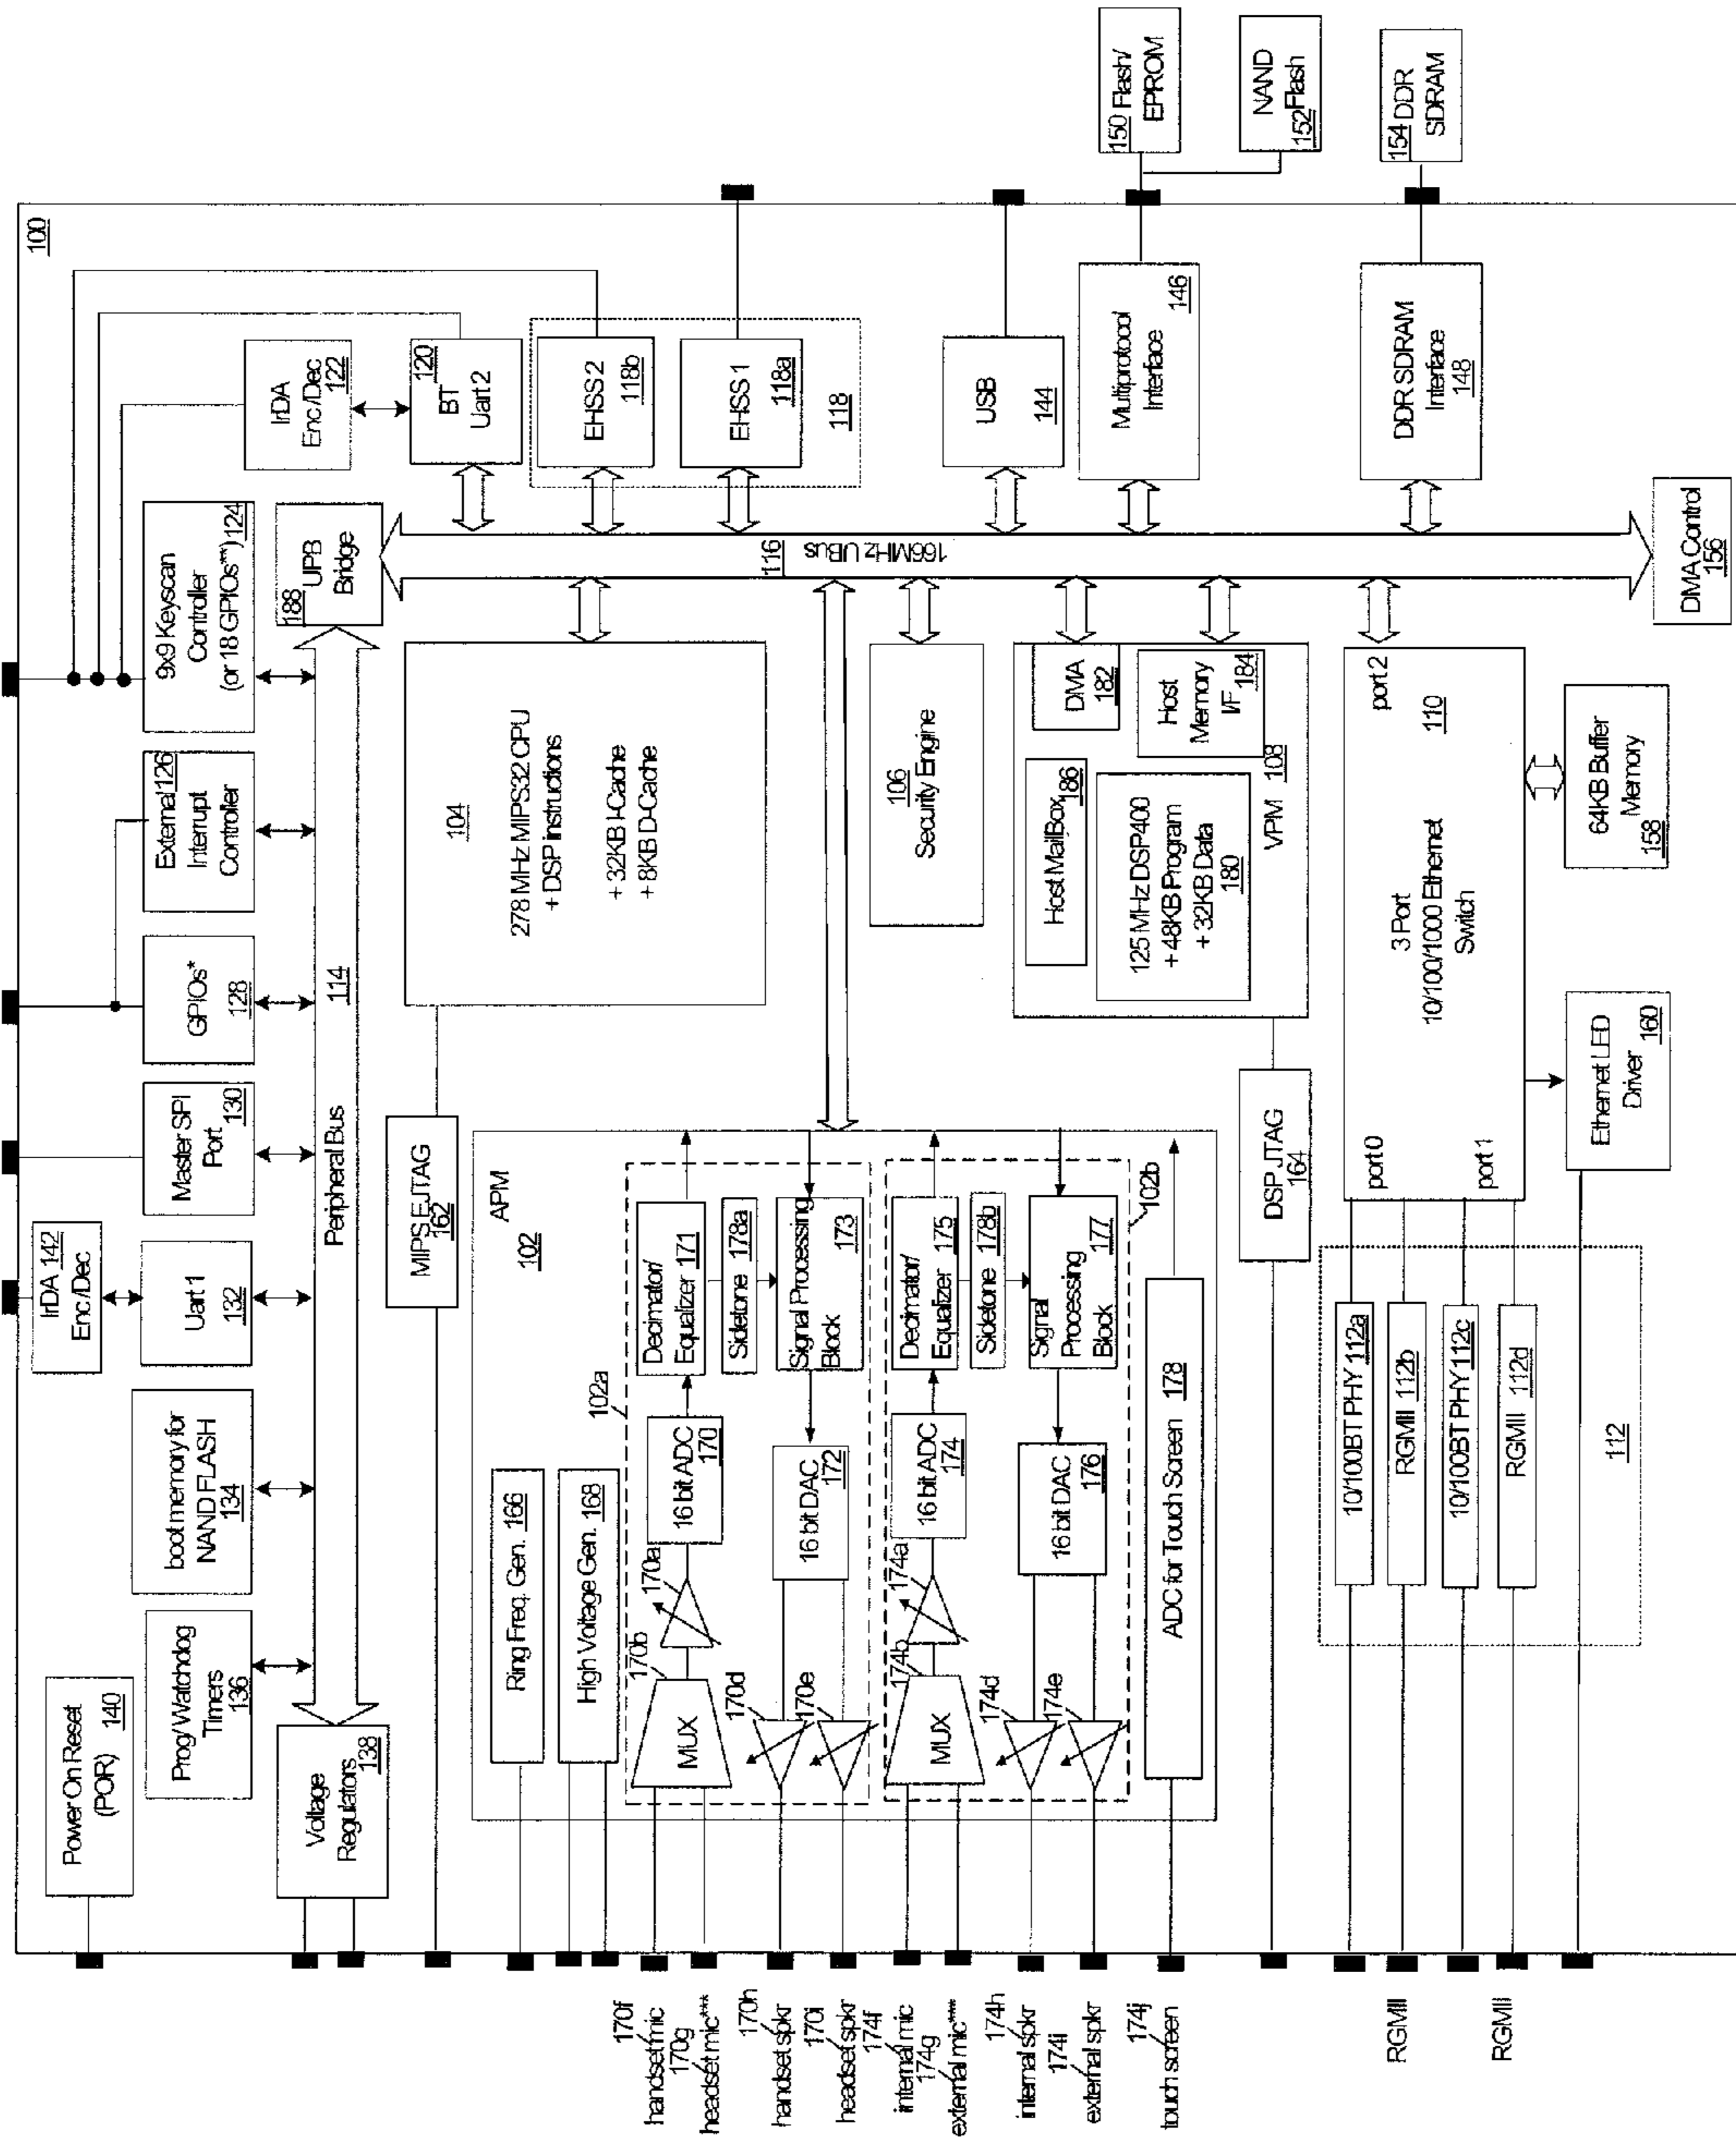 100
Power On Reset
(POR) 140
Prog/Watchdog
Timers
136
Voltage
Regulators 138
boot memory for
NAND FLASH
134
IrDA 142
Enc/Dec
Uart 1
132
Master SPI
Port 130
GPIOs*
128
External 126
Interrupt
Controller
9x9 Keyscan
Controller
(or 18 GPIOs**) 124
IrDA
Enc/Dec
122
120
BT
Uart 2
Peripheral Bus
114
188 UPB
Bridge
EHSS 2
118b
EHSS 1
118a
118
USB
144
Multiprotocol
Interface
146
DDR SDRAM
Interface
148
150 Flash/
EPROM
NAND
152 Flash
154 DDR
SDRAM
116
166MHz UBus
DMA Control
156
MIPS EJTAG
162
104
278 MHz MIPS32 CPU
+ DSP instructions
+ 32KB I-Cache
+ 8KB D-Cache
106
Security Engine
Host MailBox
186
DMA
182
Host
Memory
I/F 184
125 MHz DSP400
+ 48KB Program
+ 32KB Data
180
VPM 108
DSP JTAG
164
APM
102
Ring Freq. Gen. 166
High Voltage Gen. 168
102a
MUX
170b
170a
16 bit ADC
170
Decimator/
Equalizer 171
Sidetone 178a
Signal Processing
Block 173
16 bit DAC
172
170d
170e
MUX
174b
174a
16 bit ADC
174
Decimator/
Equalizer 175
Sidetone 178b
Signal
Processing
Block 177
16 bit DAC
176
174d
174e
102b
ADC for Touch Screen 178
170f
handset mic
170g
headset mic***
170h
handset spkr
170i
headset spkr
174f
internal mic
174g
external mic***
174h
internal spkr
174i
external spkr
174j
touch screen
RGMII
RGMII
10/100BT PHY 112a
RGMII 112b
10/100BT PHY 112c
RGMII 112d
112
port 0
port 1
port 2
3 Port
10/100/1000 Ethernet
Switch
110
64KB Buffer
Memory
158
Ethernet LED
Driver 160